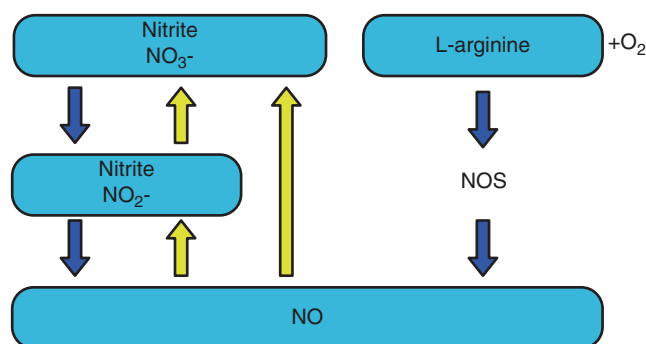 Nitrite
NO₃-
L-arginine
+O₂
Nitrite
NO₂-
NOS
NO